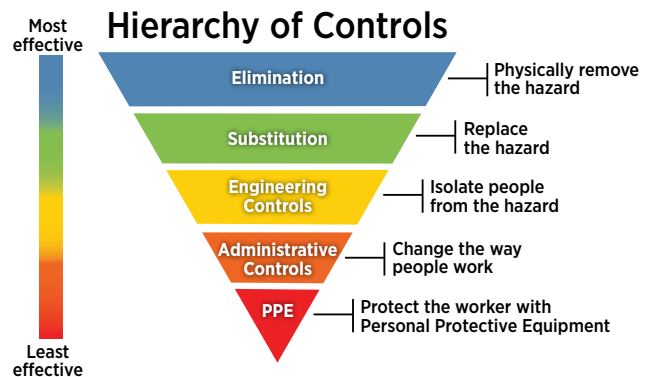 Hierarchy of Controls
Most
effective
Elimination
Physically remove
the hazard
Substitution
Replace
the hazard
Engineering
Controls
Isolate people
from the hazard
Administrative
Controls
Change the way
people work
PPE
Protect the worker with
Personal Protective Equipment
Least
effective